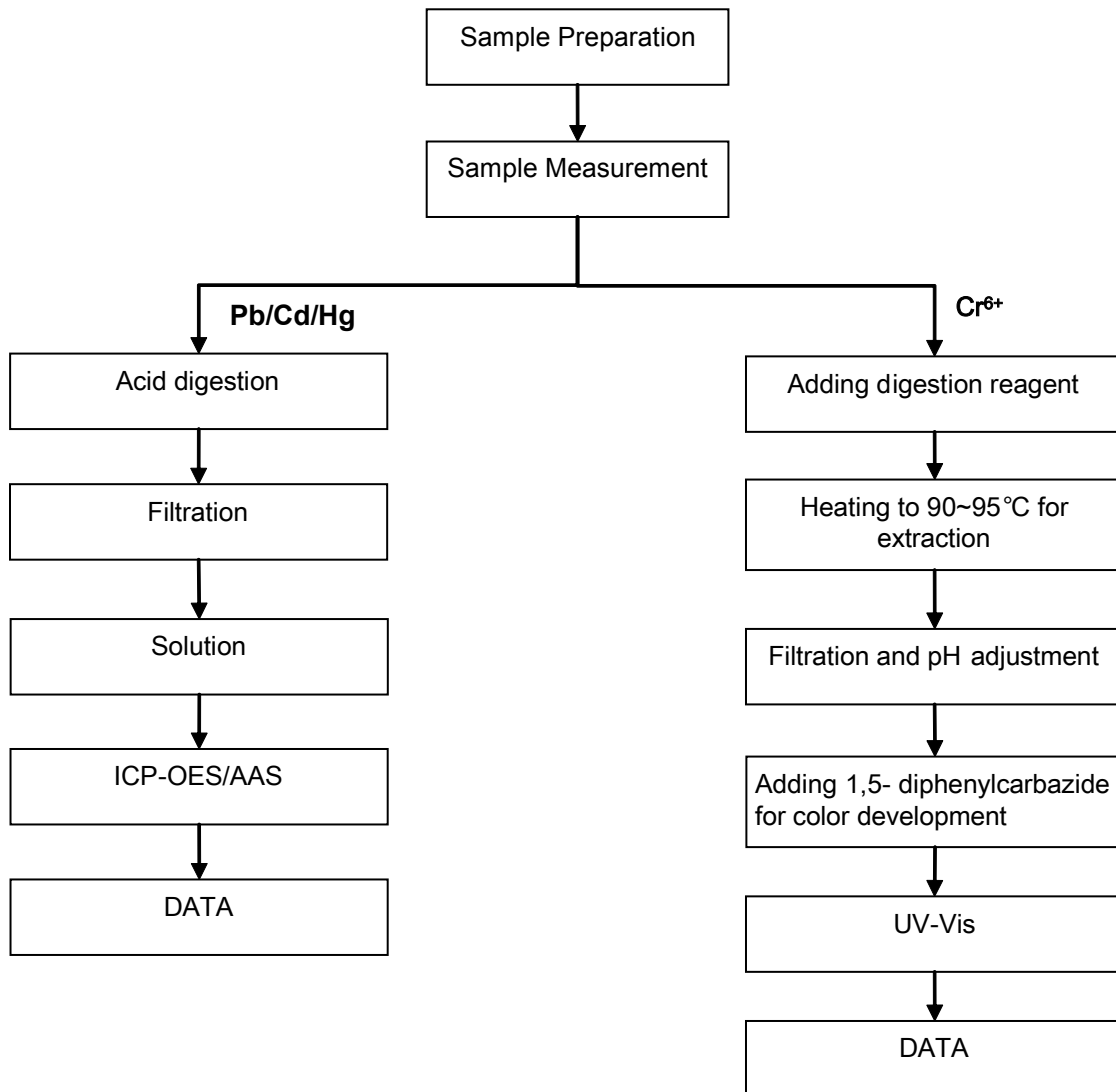 Sample Preparation
Sample Measurement
Pb/Cd/Hg
Acid digestion
Filtration
Solution
ICP-OES/AAS
DATA
Cr⁶⁺
Adding digestion reagent
Heating to 90~95℃ for
extraction
Filtration and pH adjustment
Adding 1,5- diphenylcarbazide
for color development
UV-Vis
DATA